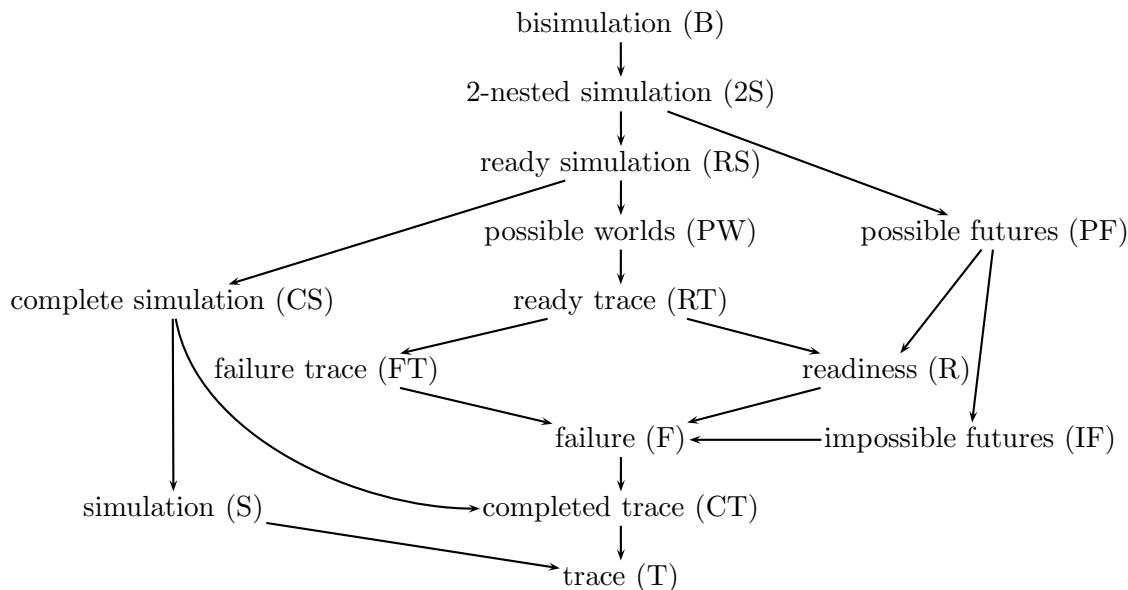 bisimulation (B)
2-nested simulation (2S)
ready simulation (RS)
possible worlds (PW)
possible futures (PF)
complete simulation (CS)
ready trace (RT)
failure trace (FT)
readiness (R)
failure (F)
impossible futures (IF)
simulation (S)
completed trace (CT)
trace (T)